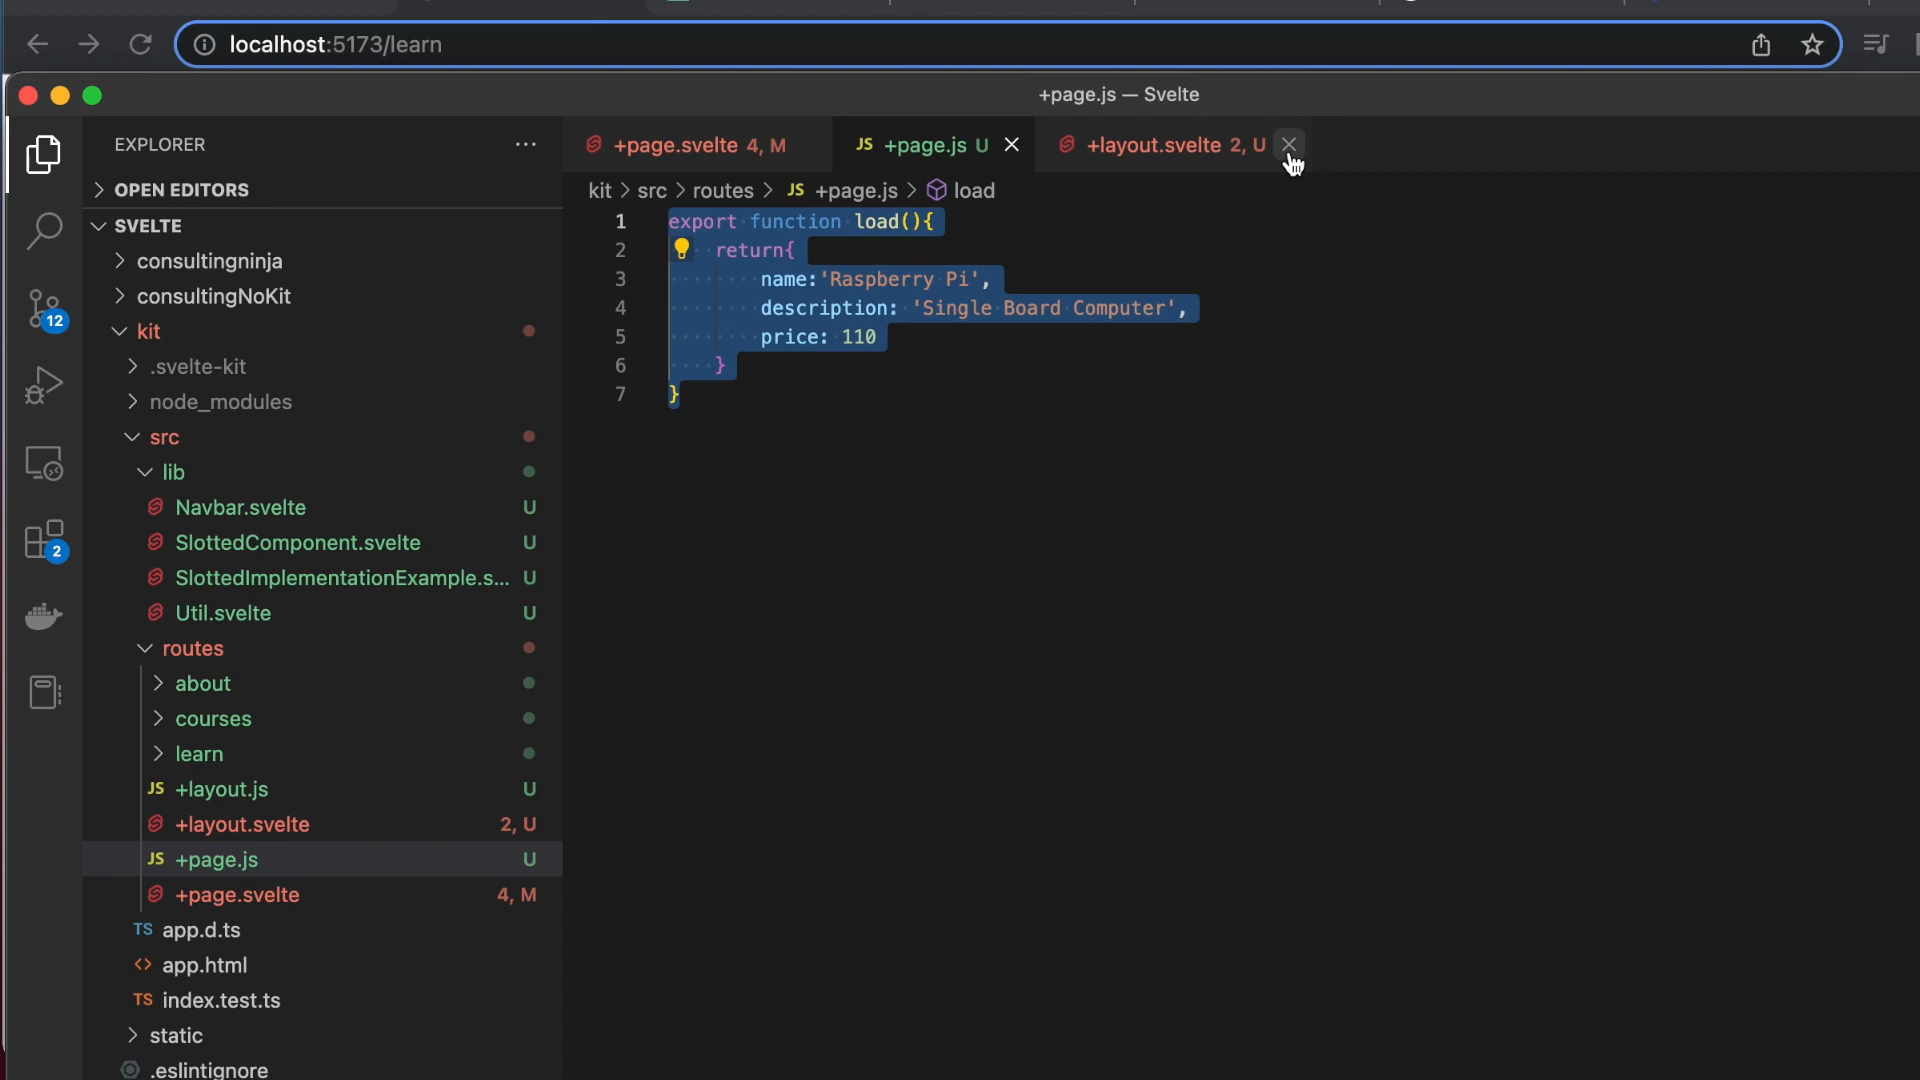 localhost:5173/learn
+page.js — Svelte
EXPLORER
+page.svelte 4, M
JS +page.js U
+layout.svelte 2, U
OPEN EDITORS
kit > src > routes > JS +page.js > load
SVELTE
consultingninja
consultingNoKit
kit
.svelte-kit
node_modules
src
lib
Navbar.svelte U
SlottedComponent.svelte U
SlottedImplementationExample.s... U
Util.svelte U
routes
about
courses
learn
JS +layout.js U
+layout.svelte 2, U
JS +page.js U
+page.svelte 4, M
TS app.d.ts
<> app.html
TS index.test.ts
static
.eslintignore
12
2
1 export function load(){
2 return{
3 name:'Raspberry Pi',
4 description: 'Single Board Computer',
5 price: 110
6 }
7 }